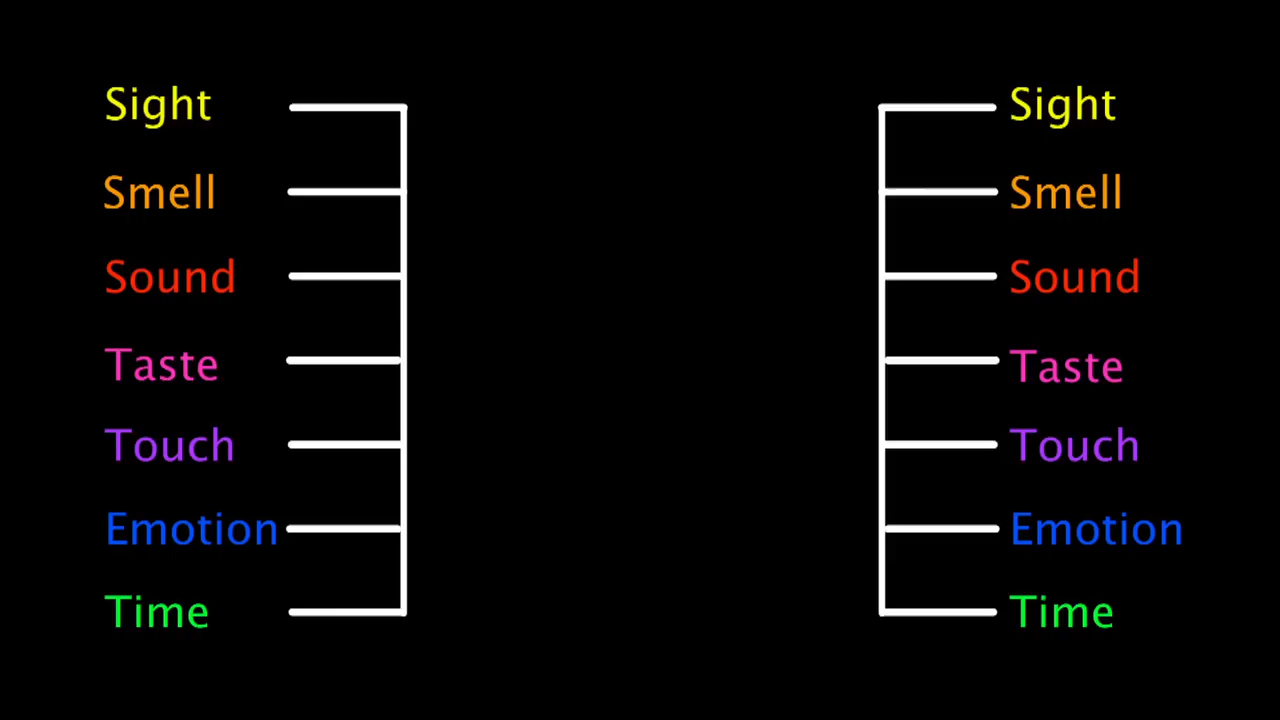 Sight Sight
Smell Smell
Sound Sound
Taste Taste
Touch Touch
Emotion Emotion
Time Time